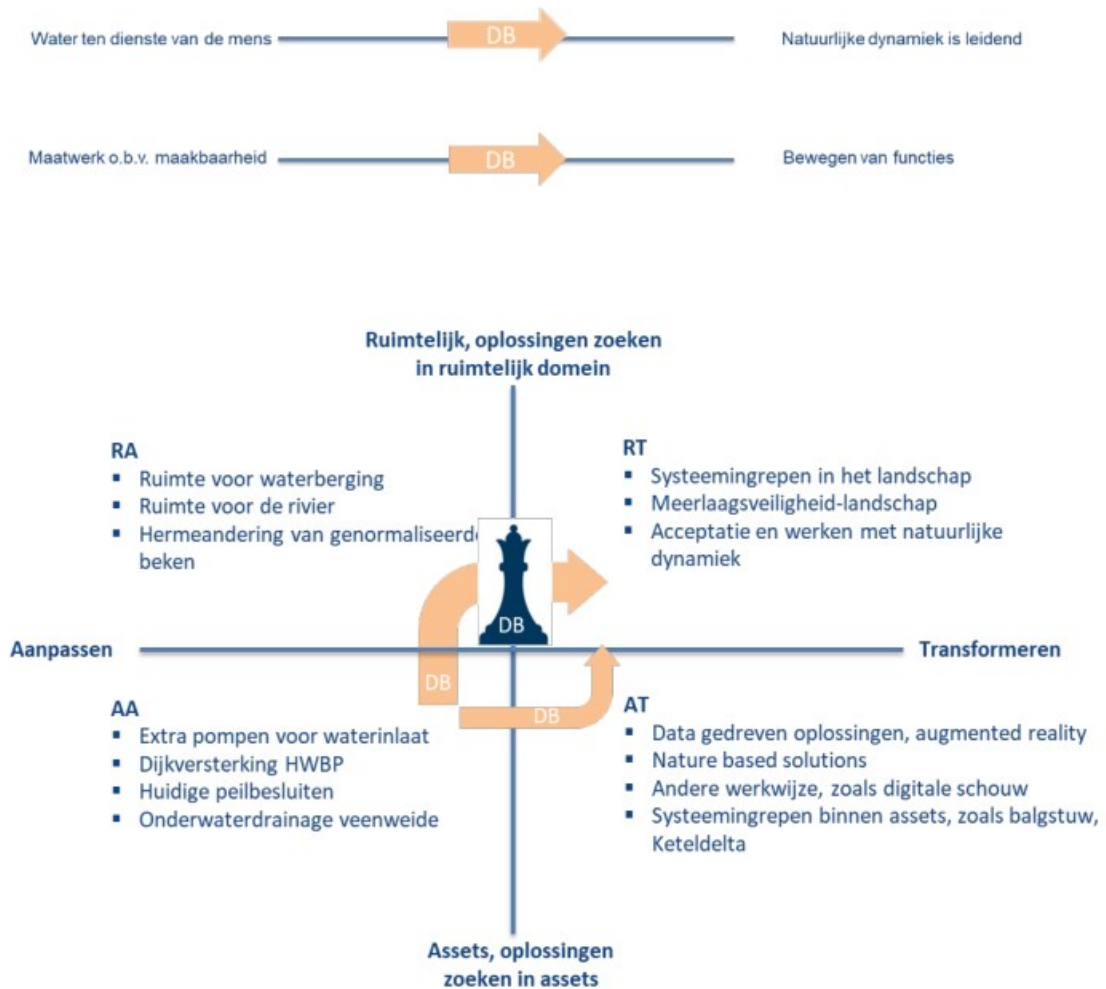 Water ten dienste van de mens
DB
Natuurlijke dynamiek is leidend
Maatwerk o.b.v. maakbaarheid
DB
Bewegen van functies
Ruimtelijk, oplossingen zoeken
in ruimtelijk domein
RA
▪ Ruimte voor waterberging
▪ Ruimte voor de rivier
▪ Hermeandering van genormaliseerde
beken
RT
▪ Systeemingrepen in het landschap
▪ Meerlaagsveiligheid-landschap
▪ Acceptatie en werken met natuurlijke
dynamiek
DB
Aanpassen
Transformeren
DB
DB
AA
▪ Extra pompen voor waterinlaat
▪ Dijkversterking HWBP
▪ Huidige peilbesluiten
▪ Onderwaterdrainage veenweide
AT
▪ Data gedreven oplossingen, augmented reality
▪ Nature based solutions
▪ Andere werkwijze, zoals digitale schouw
▪ Systeemingrepen binnen assets, zoals balgstuw,
Keteldelta
Assets, oplossingen
zoeken in assets